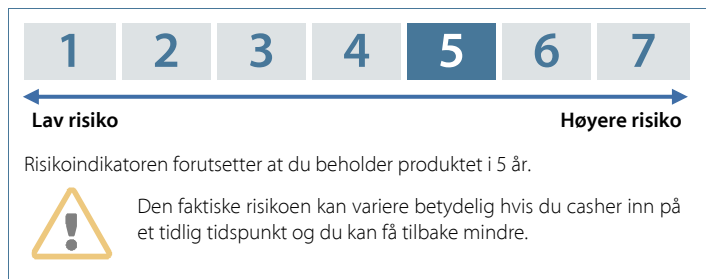 1 2 3 4 5 6 7
Lav risiko Høyere risiko
Risikoindikatoren forutsetter at du beholder produktet i 5 år.
Den faktiske risikoen kan variere betydelig hvis du casher inn på
et tidlig tidspunkt og du kan få tilbake mindre.